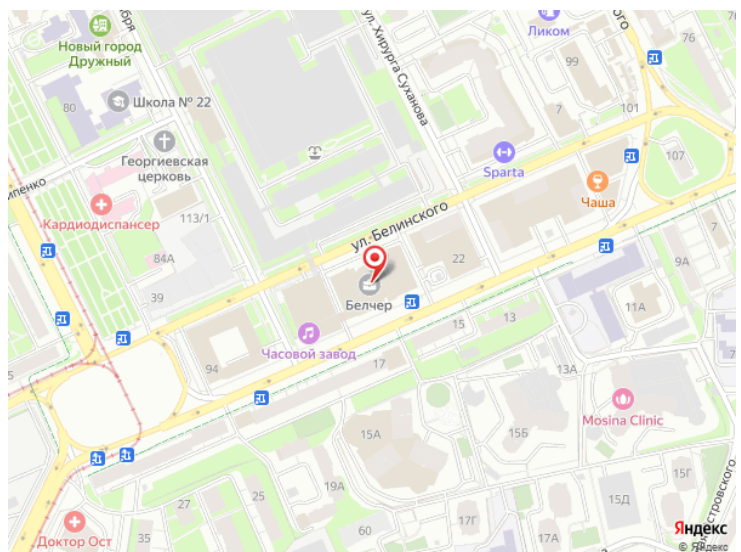 Новый город
Дружный
80
Школа № 22
Георгиевская
церковь
Кардиодиспансер
113/1
84А
39
94
ул. Хирурга Суханова
Ликом
99
7
101
76
107
Sparta
Чаша
ул. Белинского
22
Белчер
Часовой завод
7
9А
15
13
17
13А
Mosina Clinic
15А
15Б
15Г
15Д
19А
25
27
35
60
17Г
Доктор Ост
Яндекс
© Яндекс